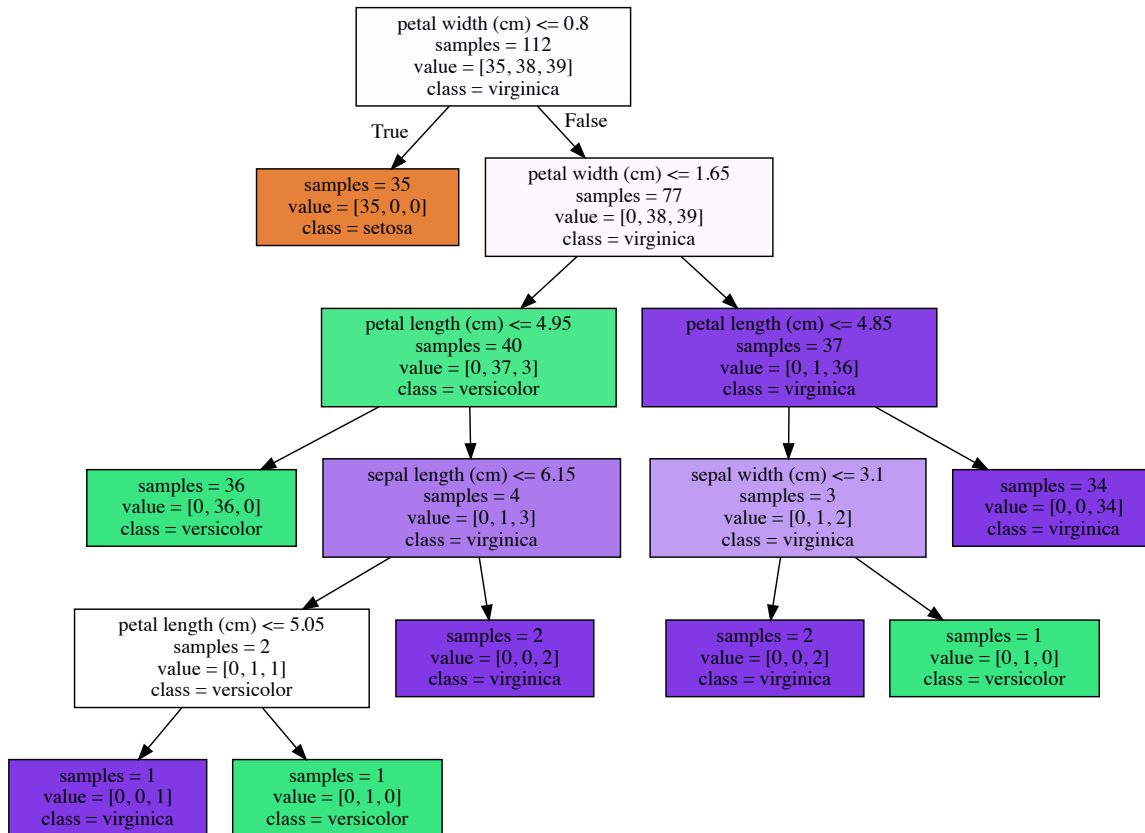 petal width (cm) <= 0.8
samples = 112
value = [35, 38, 39]
class = virginica
True
False
samples = 35
value = [35, 0, 0]
class = setosa
petal width (cm) <= 1.65
samples = 77
value = [0, 38, 39]
class = virginica
petal length (cm) <= 4.95
samples = 40
value = [0, 37, 3]
class = versicolor
petal length (cm) <= 4.85
samples = 37
value = [0, 1, 36]
class = virginica
samples = 36
value = [0, 36, 0]
class = versicolor
sepal length (cm) <= 6.15
samples = 4
value = [0, 1, 3]
class = virginica
sepal width (cm) <= 3.1
samples = 3
value = [0, 1, 2]
class = virginica
samples = 34
value = [0, 0, 34]
class = virginica
petal length (cm) <= 5.05
samples = 2
value = [0, 1, 1]
class = versicolor
samples = 2
value = [0, 0, 2]
class = virginica
samples = 2
value = [0, 0, 2]
class = virginica
samples = 1
value = [0, 1, 0]
class = versicolor
samples = 1
value = [0, 0, 1]
class = virginica
samples = 1
value = [0, 1, 0]
class = versicolor